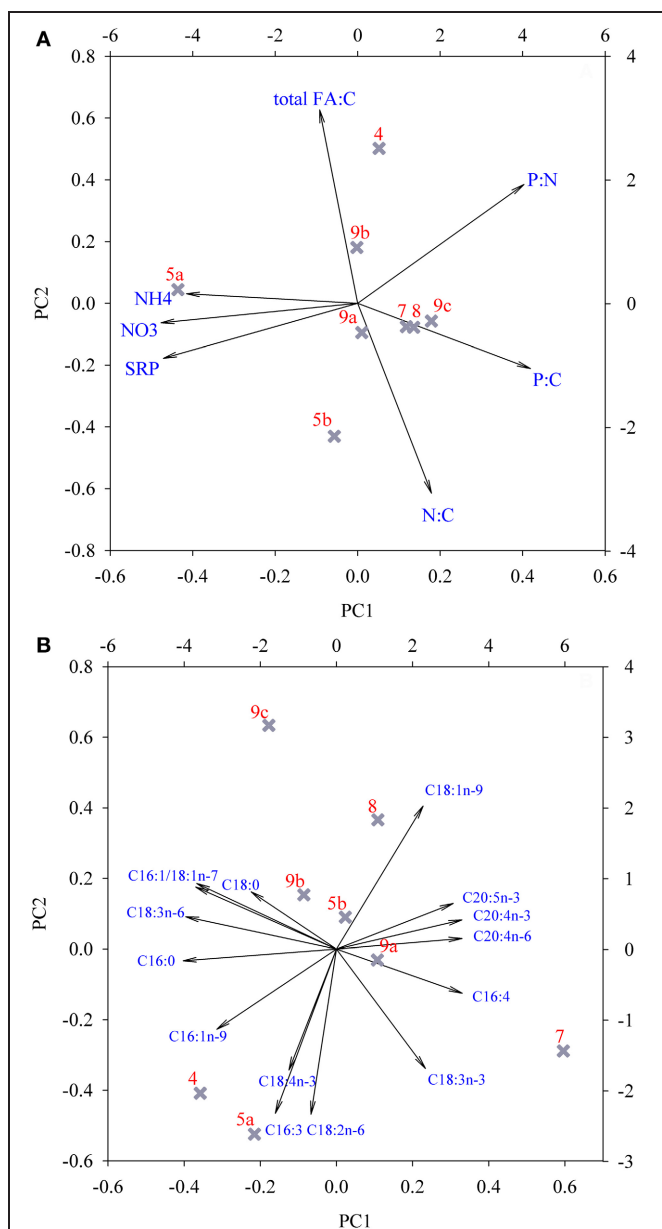 A
-6 -4 -2 0 2 4 6
0.8 4
total FA:C
4
0.6
P:N
0.4 2
9b
0.2
5a
NH4
0.0 0
9a 7 8 9c
NO3
SRP
-0.2
P:C
5b
-0.4 -2
-0.6
N:C
-0.8 -4
PC2
-0.6 -0.4 -0.2 0.0 0.2 0.4 0.6
PC1
B
-6 -4 -2 0 2 4 6
0.8 4
9c
0.6 3
C18:1n-9
8
0.4 2
C16:1/18:1n-7 C18:0 9b
C20:5n-3
0.2 1
5b
C18:3n-6
C20:4n-3
C20:4n-6
0.0 0
9a
C16:0
C16:4
C16:1n-9
-0.2 -1
7
4
C18:4n-3
C18:3n-3
-0.4 -2
5a
C16:3 C18:2n-6
-0.6 -3
PC2
-0.6 -0.4 -0.2 0.0 0.2 0.4 0.6
PC1